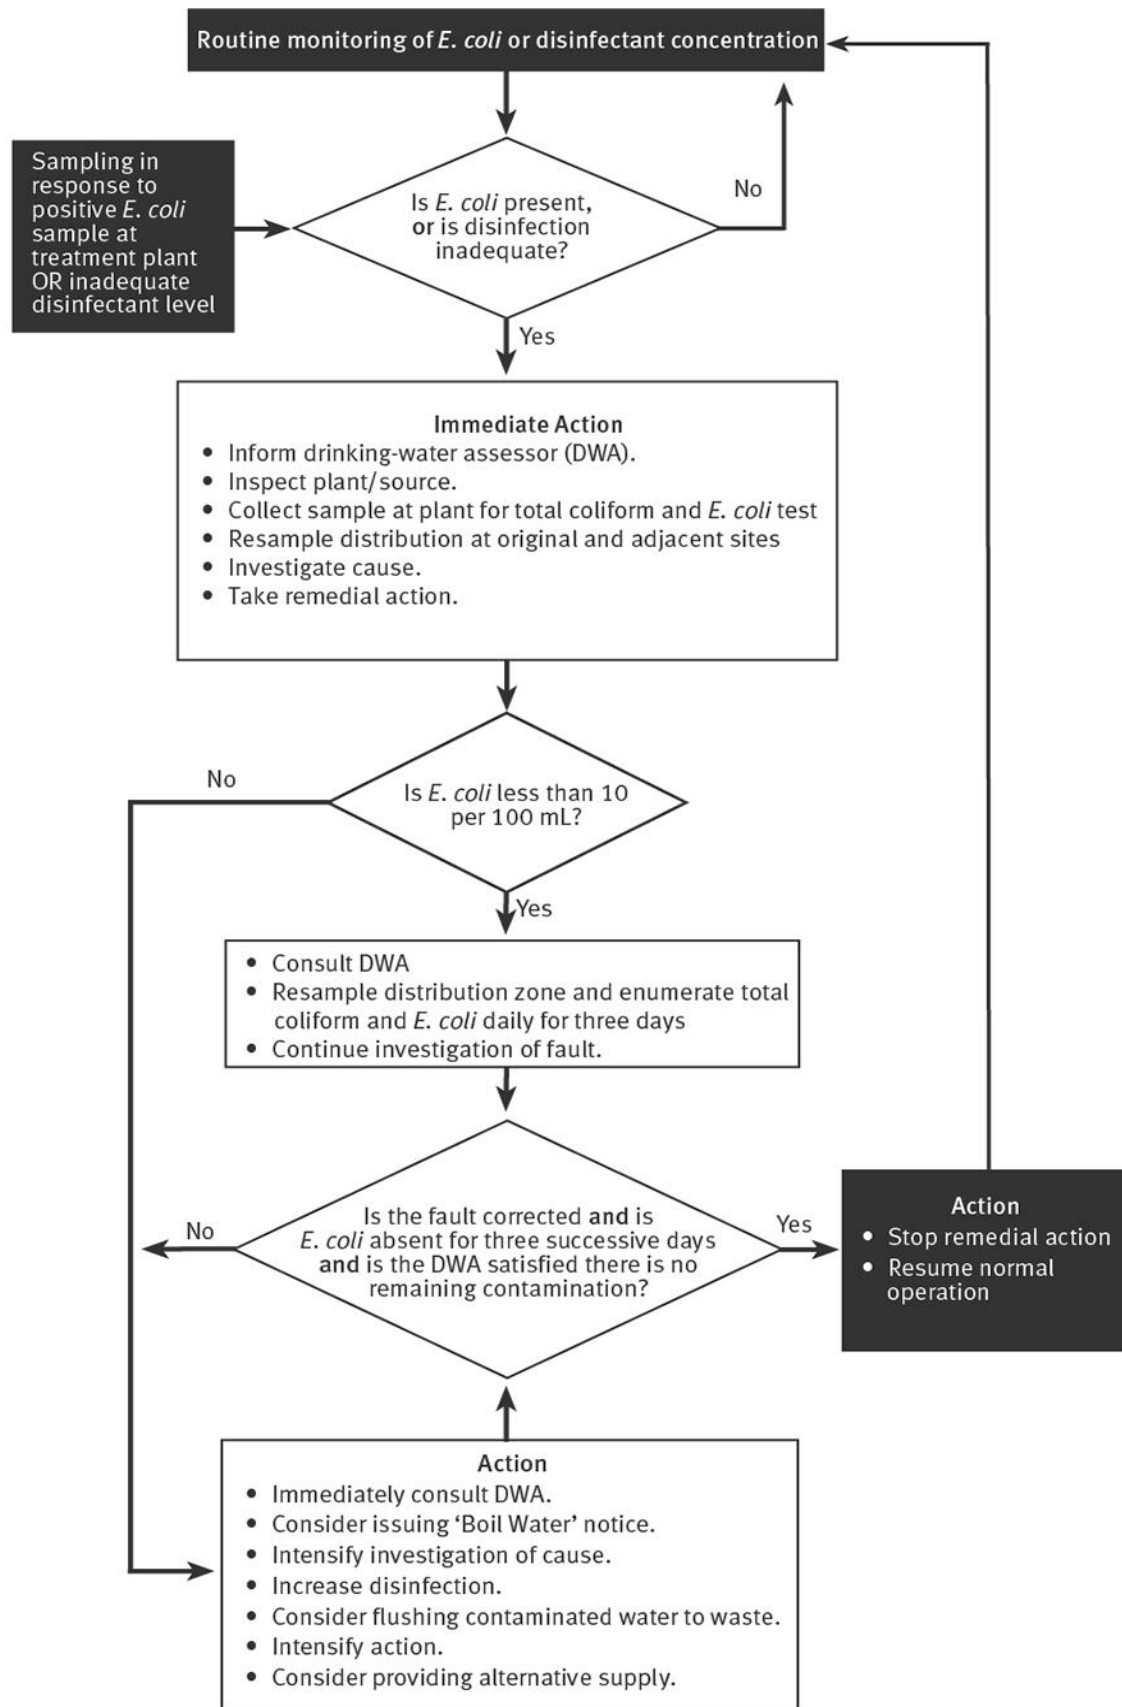 Routine monitoring of E. coli or disinfectant concentration
Sampling in
response to
positive E. coli
sample at
treatment plant
OR inadequate
disinfectant level
Is E. coli present,
or is disinfection
inadequate?
No
Yes
Immediate Action
• Inform drinking-water assessor (DWA).
• Inspect plant/source.
• Collect sample at plant for total coliform and E. coli test
• Resample distribution at original and adjacent sites
• Investigate cause.
• Take remedial action.
No
Is E. coli less than 10
per 100 mL?
Yes
• Consult DWA
• Resample distribution zone and enumerate total
coliform and E. coli daily for three days
• Continue investigation of fault.
No
Is the fault corrected and is
E. coli absent for three successive days
and is the DWA satisfied there is no
remaining contamination?
Yes
Action
• Stop remedial action
• Resume normal
operation
Action
• Immediately consult DWA.
• Consider issuing ‘Boil Water’ notice.
• Intensify investigation of cause.
• Increase disinfection.
• Consider flushing contaminated water to waste.
• Intensify action.
• Consider providing alternative supply.